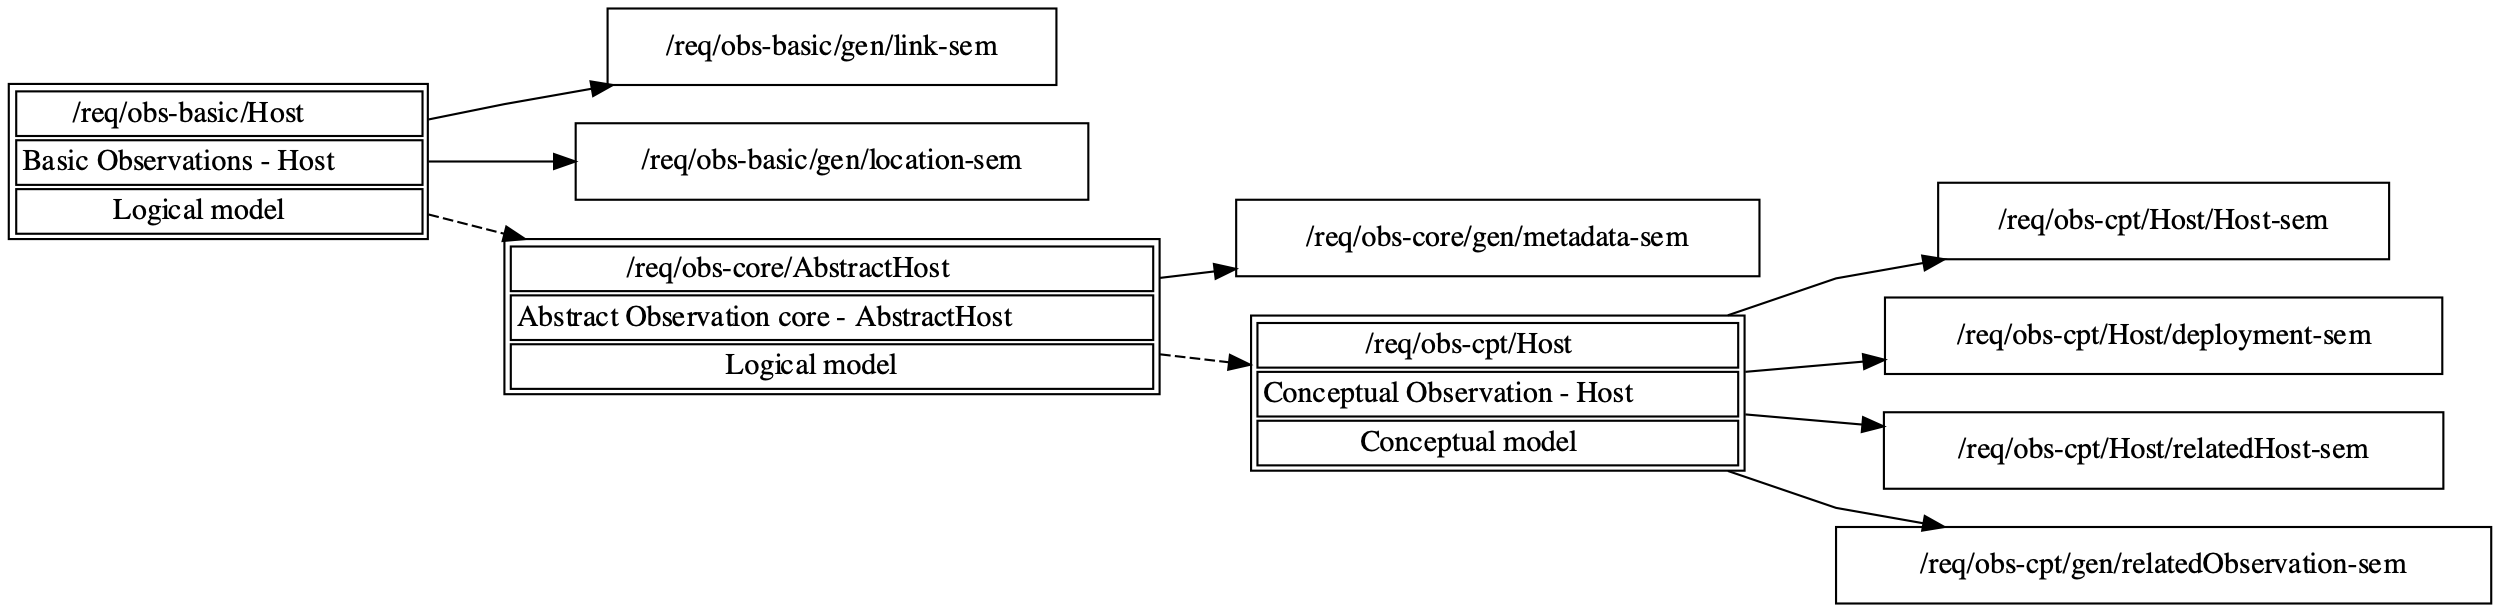 /req/obs-basic/gen/link-sem
/req/obs-basic/Host
Basic Observations - Host
Logical model
/req/obs-basic/gen/location-sem
/req/obs-core/AbstractHost
Abstract Observation core - AbstractHost
Logical model
/req/obs-core/gen/metadata-sem
/req/obs-cpt/Host
Conceptual Observation - Host
Conceptual model
/req/obs-cpt/Host/Host-sem
/req/obs-cpt/Host/deployment-sem
/req/obs-cpt/Host/relatedHost-sem
/req/obs-cpt/gen/relatedObservation-sem